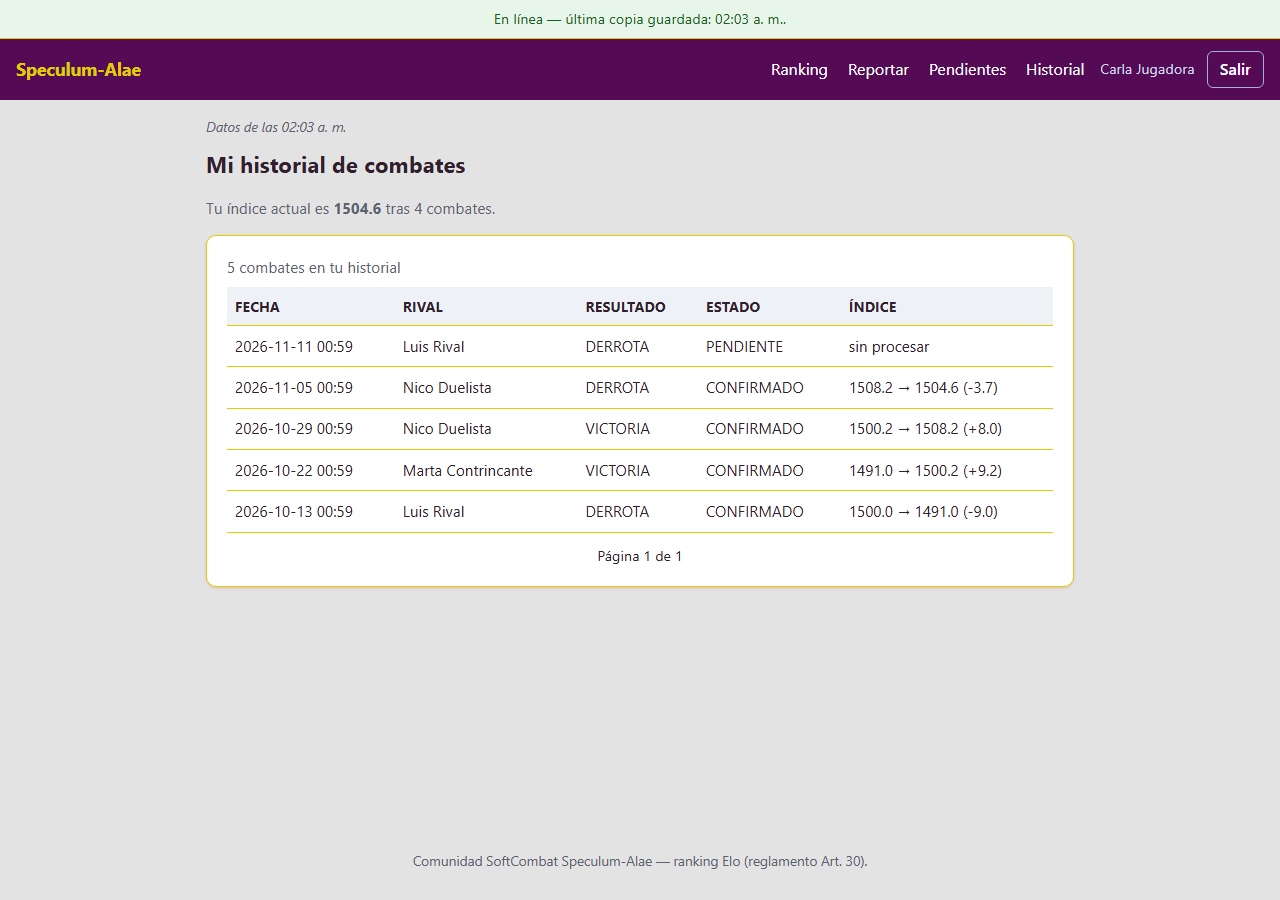 En línea — última copia guardada: 02:03 a. m..
Speculum-Alae Ranking Reportar Pendientes Historial Carla Jugadora Salir
Datos de las 02:03 a. m.
Mi historial de combates
Tu índice actual es 1504.6 tras 4 combates.
5 combates en tu historial
FECHA RIVAL RESULTADO ESTADO ÍNDICE
2026-11-11 00:59 Luis Rival DERROTA PENDIENTE sin procesar
2026-11-05 00:59 Nico Duelista DERROTA CONFIRMADO 1508.2 → 1504.6 (-3.7)
2026-10-29 00:59 Nico Duelista VICTORIA CONFIRMADO 1500.2 → 1508.2 (+8.0)
2026-10-22 00:59 Marta Contrincante VICTORIA CONFIRMADO 1491.0 → 1500.2 (+9.2)
2026-10-13 00:59 Luis Rival DERROTA CONFIRMADO 1500.0 → 1491.0 (-9.0)
Página 1 de 1
Comunidad SoftCombat Speculum-Alae — ranking Elo (reglamento Art. 30).